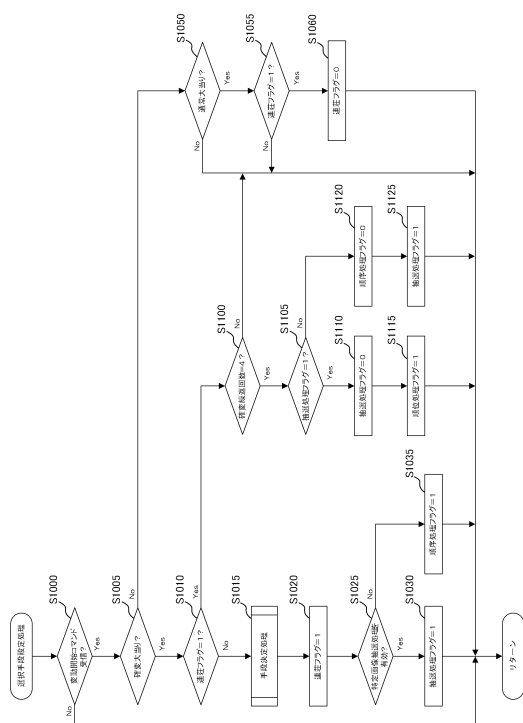 選択手段設定処理
S1000
変動開始コマンド
受信?
No
Yes
S1005
確変大当り?
No
Yes
S1010
連荘フラグ=1?
Yes
No
S1015
手段決定処理
S1020
連荘フラグ=1
S1025
特定画像抽選処理が
有効?
No
Yes
S1030
抽選処理フラグ=1
S1035
順序処理フラグ=1
リターン
S1100
確変繰返回数=4?
No
Yes
S1105
抽選処理フラグ=1?
No
Yes
S1110
抽選処理フラグ=0
S1115
順位処理フラグ=1
S1120
順序処理フラグ=0
S1125
抽選処理フラグ=1
S1050
通常大当り?
No
Yes
S1055
連荘フラグ=1?
No
Yes
S1060
連荘フラグ=0